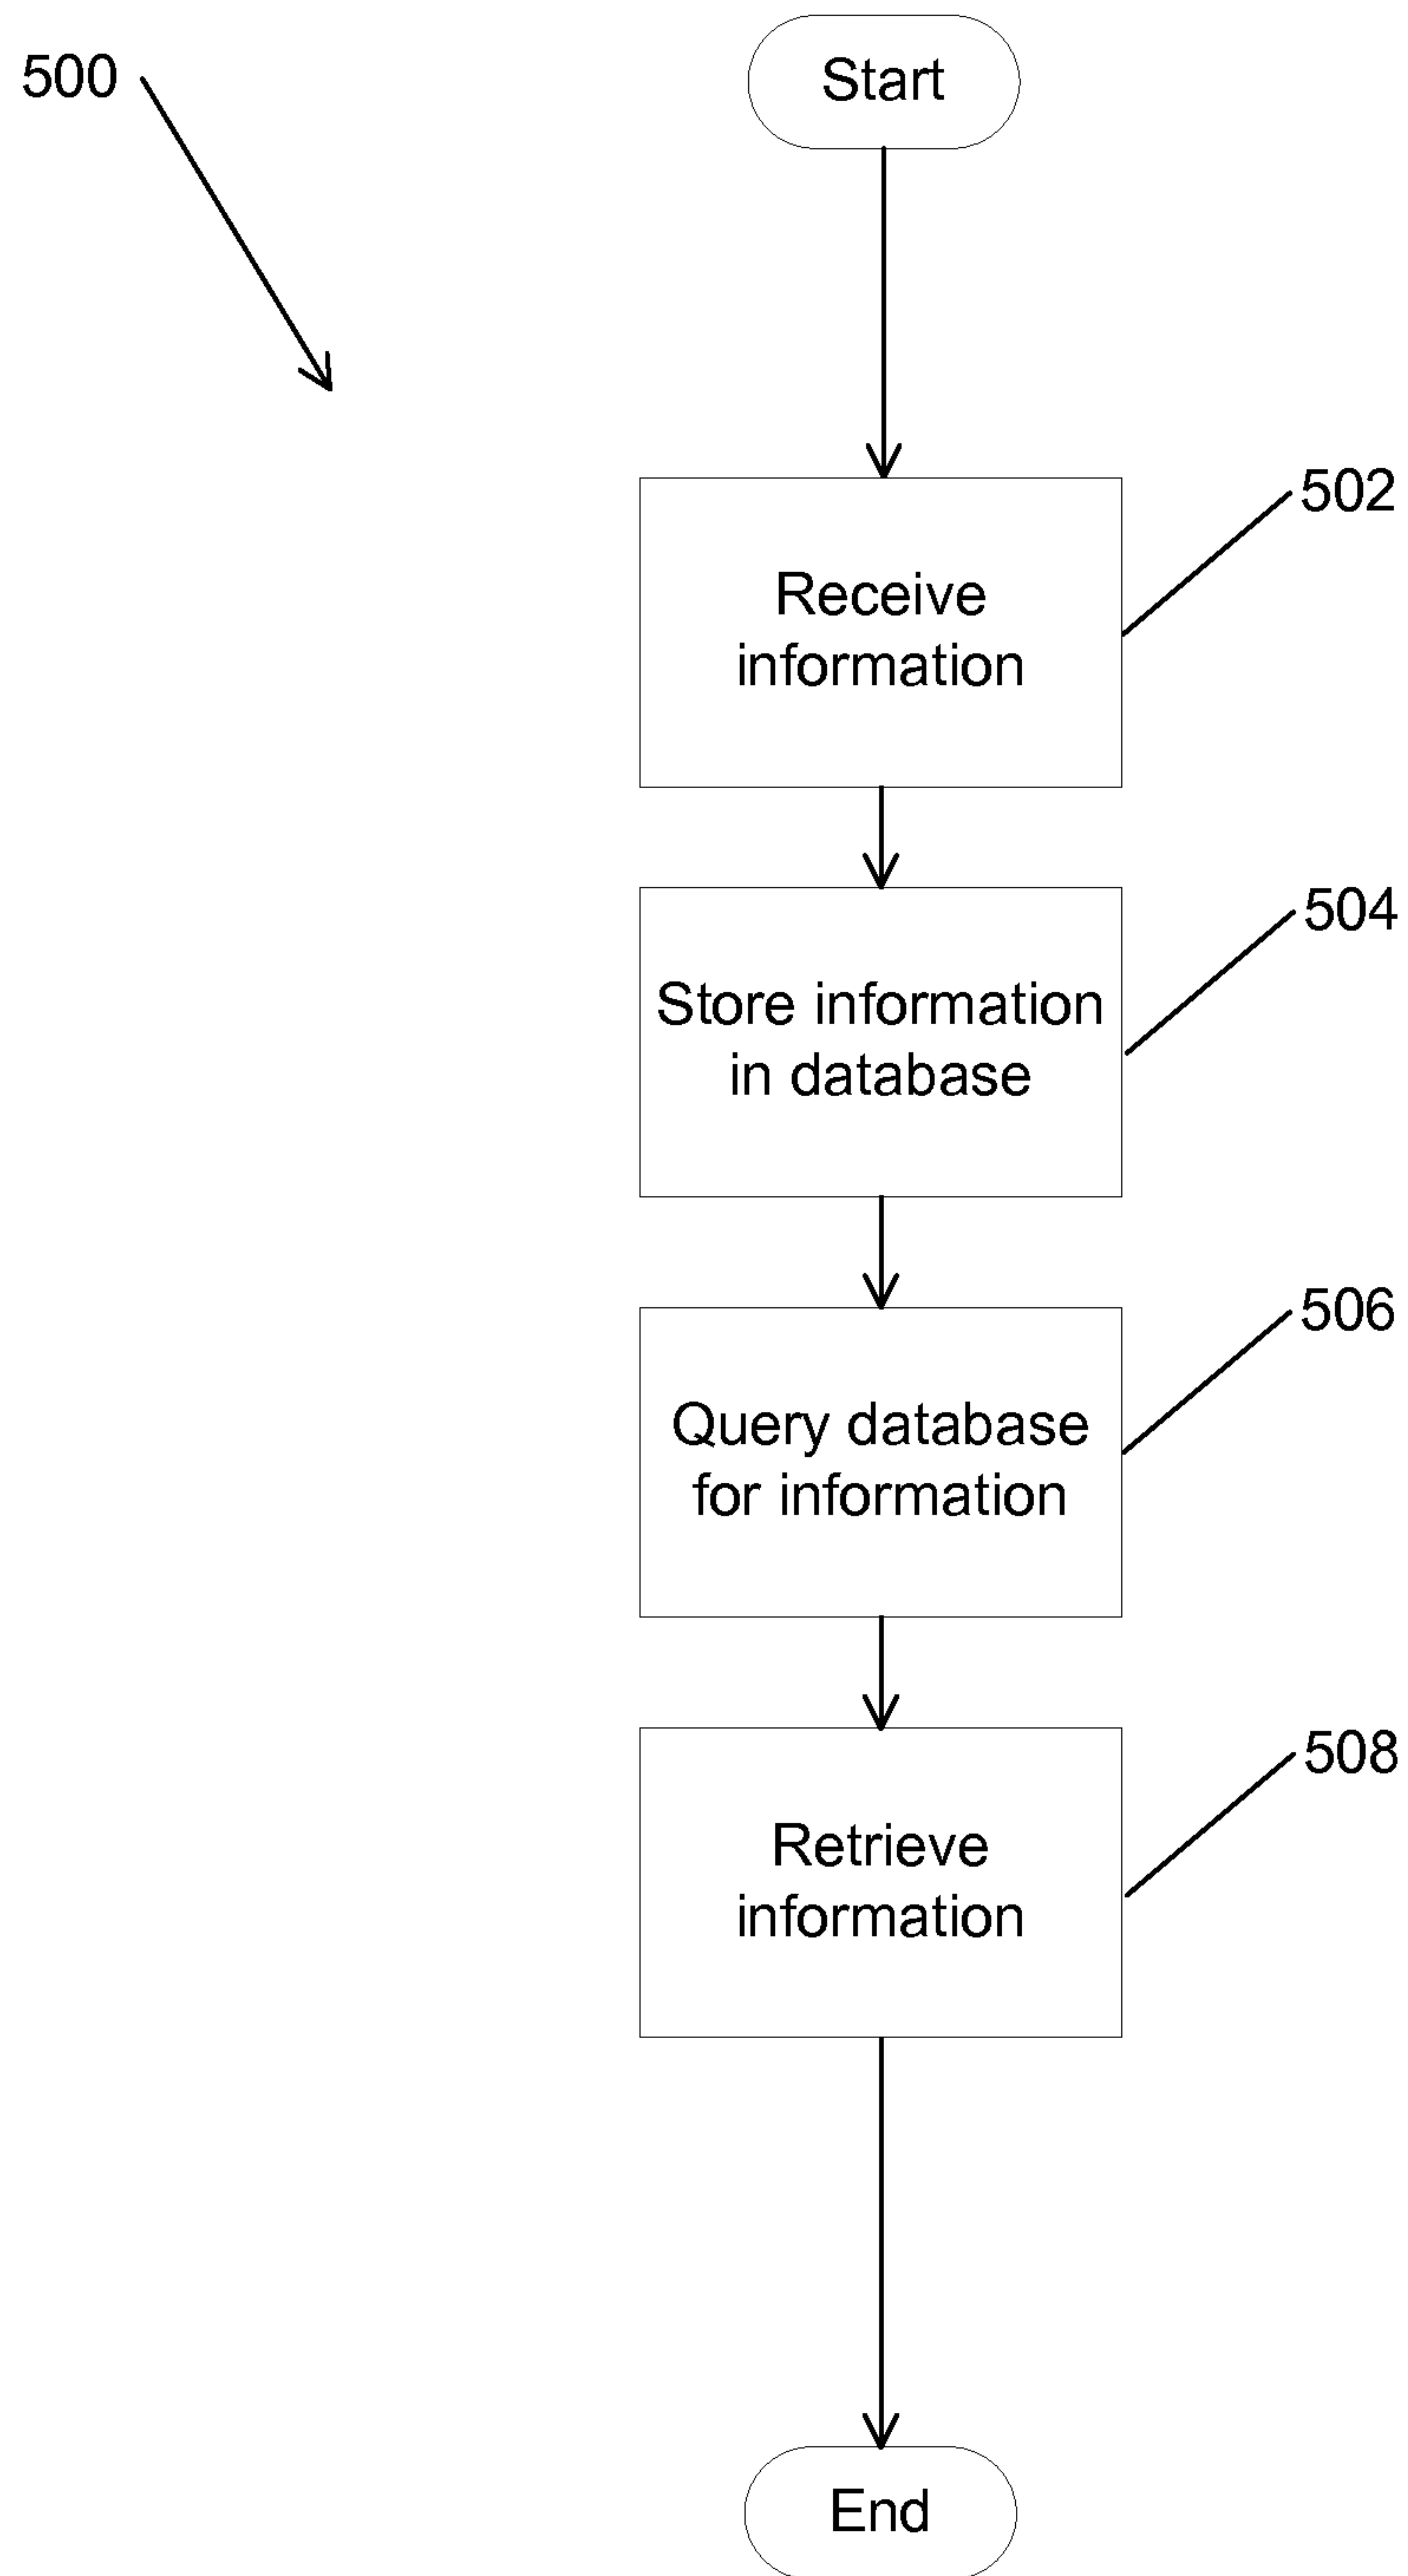 500
Start
502
Receive
information
504
Store information
in database
506
Query database
for information
508
Retrieve
information
End